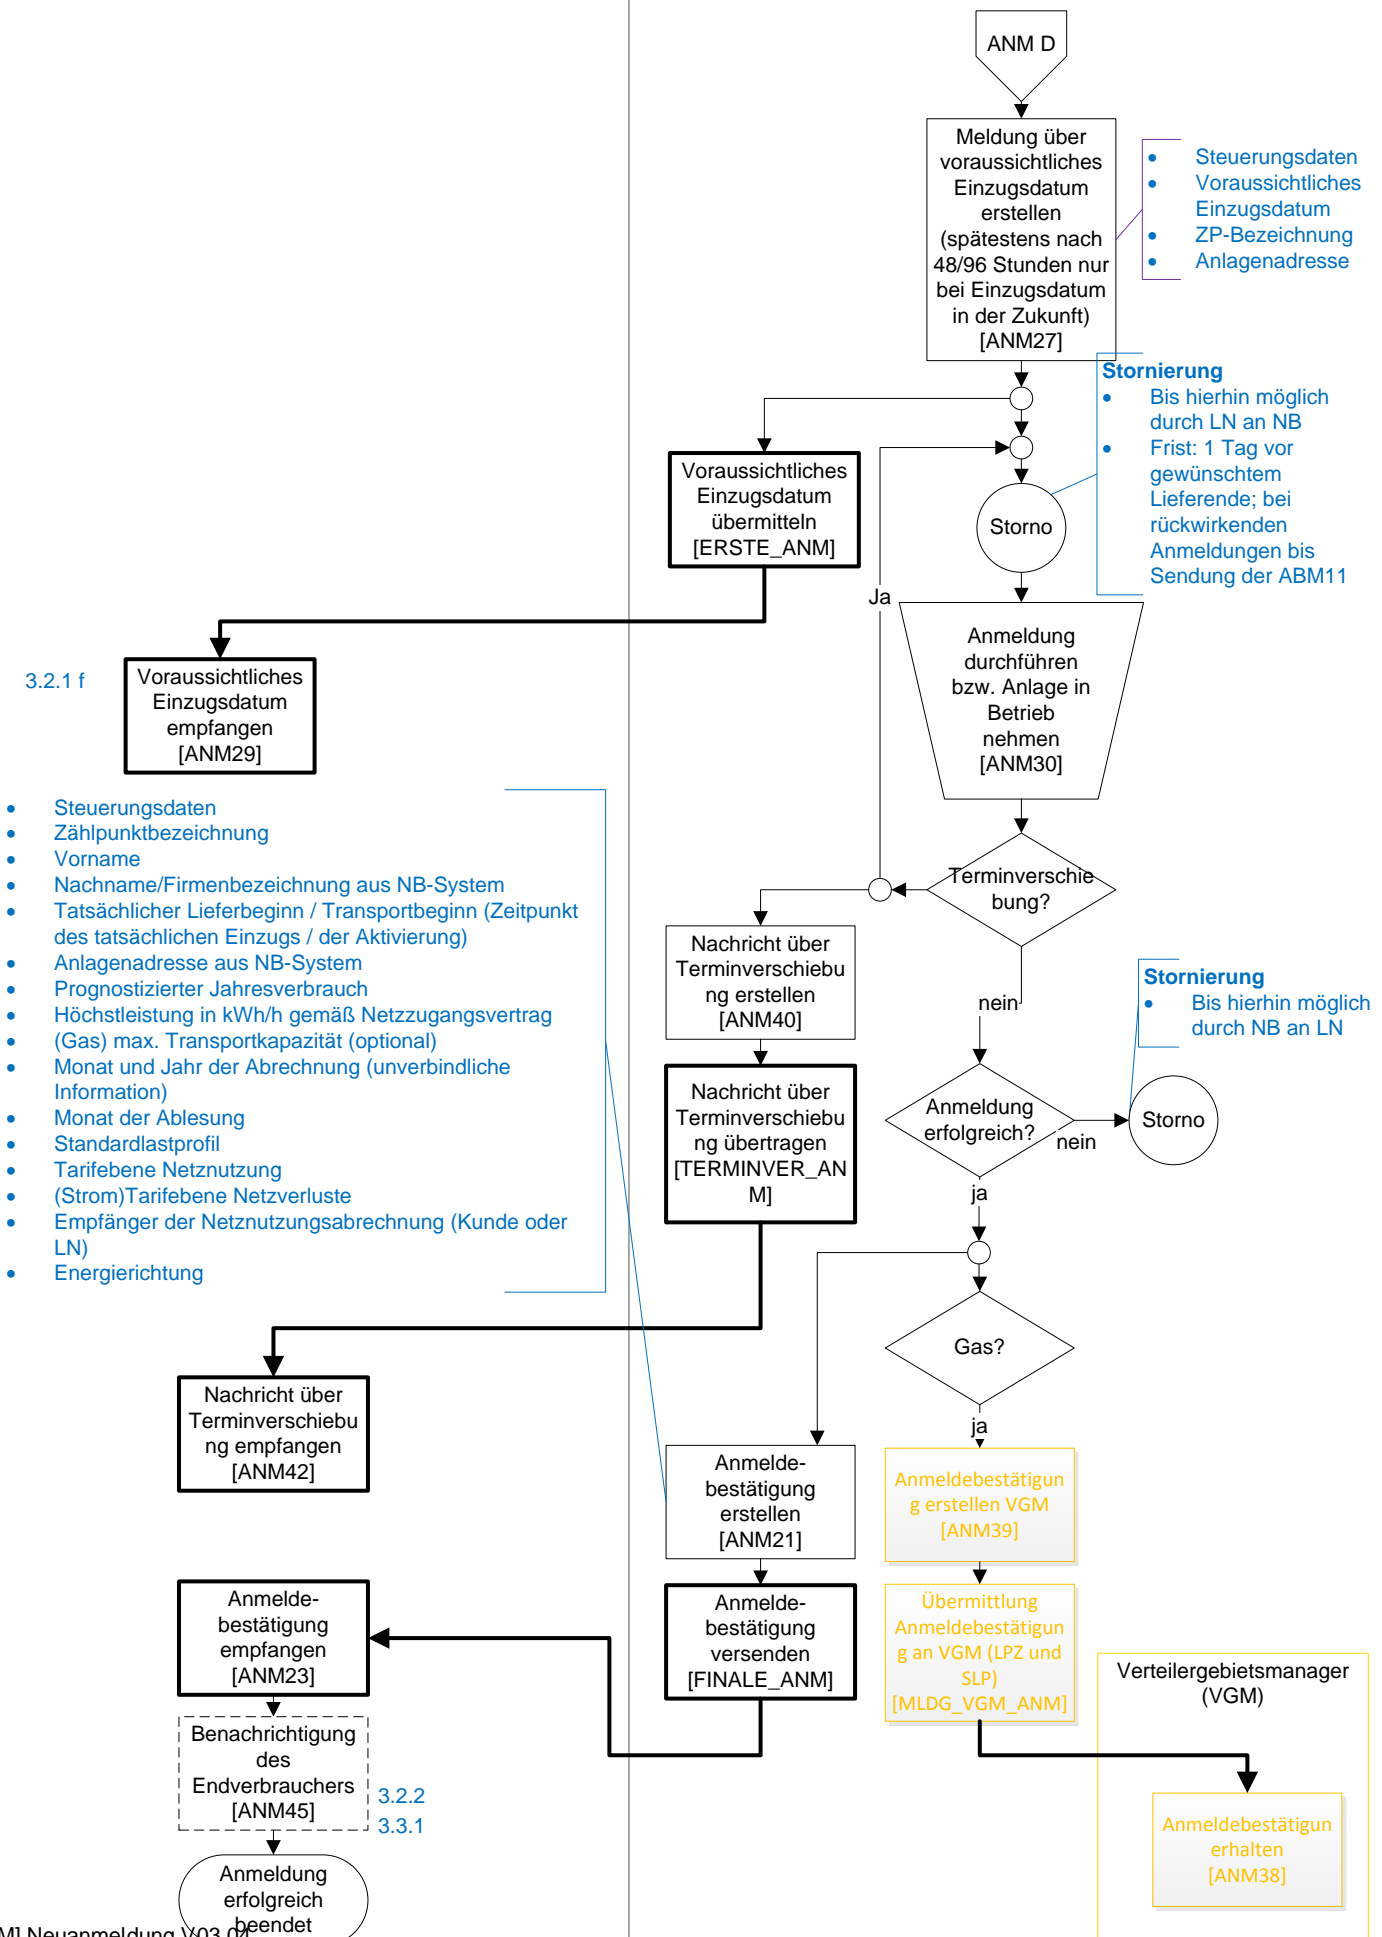 ANM D
Meldung über
voraussichtliches
Einzugsdatum
erstellen
(spätestens nach
48/96 Stunden nur
bei Einzugsdatum
in der Zukunft)
[ANM27]
• Steuerungsdaten
• Voraussichtliches
Einzugsdatum
• ZP-Bezeichnung
• Anlagenadresse
Stornierung
• Bis hierhin möglich
durch LN an NB
• Frist: 1 Tag vor
gewünschtem
Lieferende; bei
rückwirkenden
Anmeldungen bis
Sendung der ABM11
Voraussichtliches
Einzugsdatum
übermitteln
[ERSTE_ANM]
Storno
Ja
3.2.1 f
Voraussichtliches
Einzugsdatum
empfangen
[ANM29]
Anmeldung
durchführen
bzw. Anlage in
Betrieb
nehmen
[ANM30]
• Steuerungsdaten
• Zählpunktbezeichnung
• Vorname
• Nachname/Firmenbezeichnung aus NB-System
• Tatsächlicher Lieferbeginn / Transportbeginn (Zeitpunkt
des tatsächlichen Einzugs / der Aktivierung)
• Anlagenadresse aus NB-System
• Prognostizierter Jahresverbrauch
• Höchstleistung in kWh/h gemäß Netzzugangsvertrag
• (Gas) max. Transportkapazität (optional)
• Monat und Jahr der Abrechnung (unverbindliche
Information)
• Monat der Ablesung
• Standardlastprofil
• Tarifebene Netznutzung
• (Strom)Tarifebene Netzverluste
• Empfänger der Netznutzungsabrechnung (Kunde oder
LN)
• Energierichtung
Terminverschie
bung?
Nachricht über
Terminverschiebu
ng erstellen
[ANM40]
nein
Stornierung
• Bis hierhin möglich
durch NB an LN
Nachricht über
Terminverschiebu
ng übertragen
[TERMINVER_AN
M]
Anmeldung
erfolgreich?
nein
Storno
ja
Gas?
ja
Nachricht über
Terminverschiebu
ng empfangen
[ANM42]
Anmelde-
bestätigung
erstellen
[ANM21]
Anmeldebestätigun
g erstellen VGM
[ANM39]
Anmelde-
bestätigung
empfangen
[ANM23]
Anmelde-
bestätigung
versenden
[FINALE_ANM]
Übermittlung
Anmeldebestätigun
g an VGM (LPZ und
SLP)
[MLDG_VGM_ANM]
Verteilergebietsmanager
(VGM)
Benachrichtigung
des
Endverbrauchers
[ANM45]
3.2.2
3.3.1
Anmeldebestätigun
erhalten
[ANM38]
Anmeldung
erfolgreich
beendet
M] Neuanmeldung V03.04